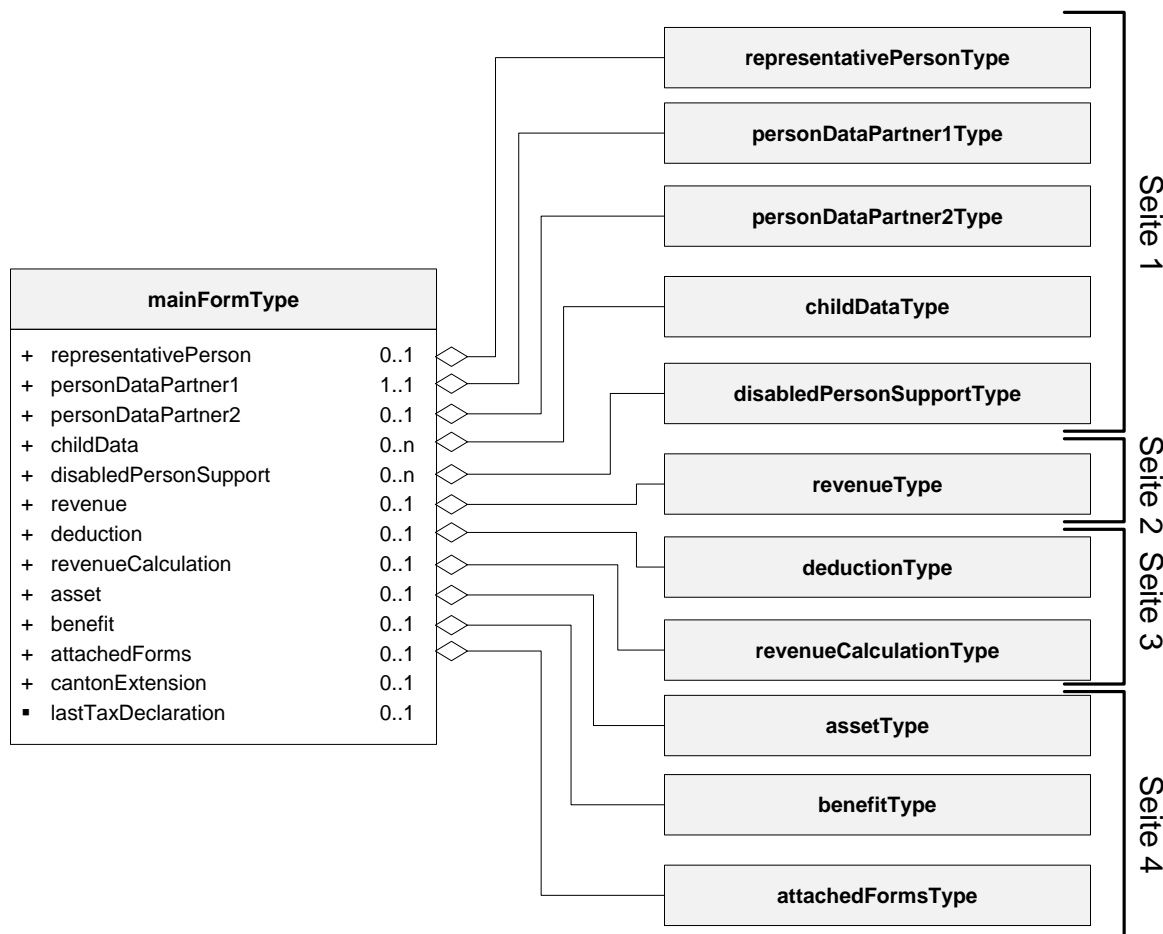 mainFormType
+ representativePerson 0..1
+ personDataPartner1 1..1
+ personDataPartner2 0..1
+ childData 0..n
+ disabledPersonSupport 0..n
+ revenue 0..1
+ deduction 0..1
+ revenueCalculation 0..1
+ asset 0..1
+ benefit 0..1
+ attachedForms 0..1
+ cantonExtension 0..1
▪ lastTaxDeclaration 0..1
representativePersonType
personDataPartner1Type
personDataPartner2Type
childDataType
disabledPersonSupportType
Seite 1
revenueType
Seite 2
deductionType
revenueCalculationType
Seite 3
assetType
benefitType
attachedFormsType
Seite 4